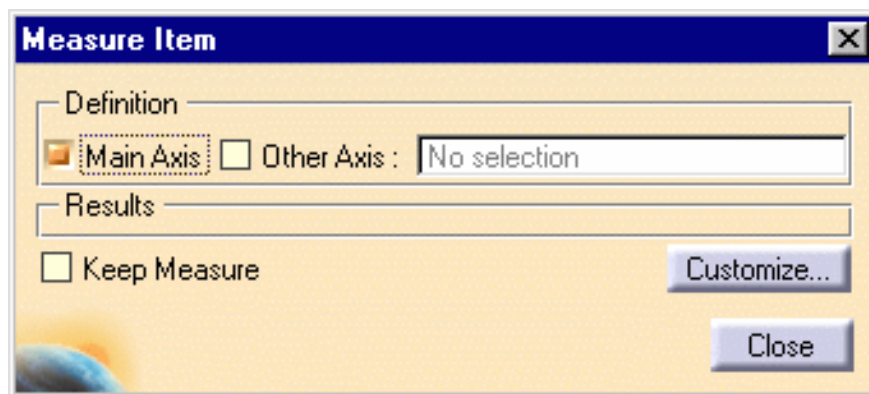 Measure Item
Definition
Main Axis Other Axis : No selection
Results
Keep Measure Customize...
Close